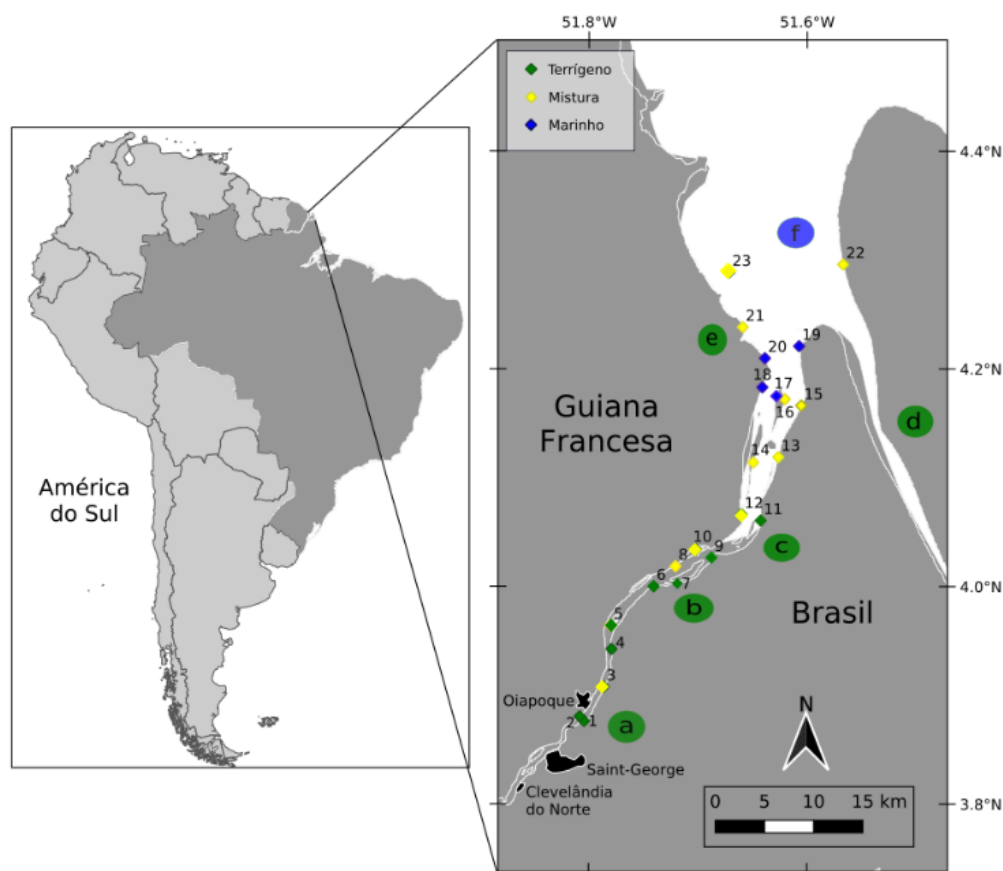 51.8°W
51.6°W
Terrígeno
Mistura
Marinho
4.4°N
f
23
22
21
e
20
19
4.2°N
18
17
15
16
Guiana
Francesa
d
14
13
América
do Sul
12
11
10
c
8
9
6
7
4.0°N
b
Brasil
5
4
3
Oiapoque
N
2
1
a
Saint-George
Clevelândia
do Norte
0
5
10
15 km
3.8°N